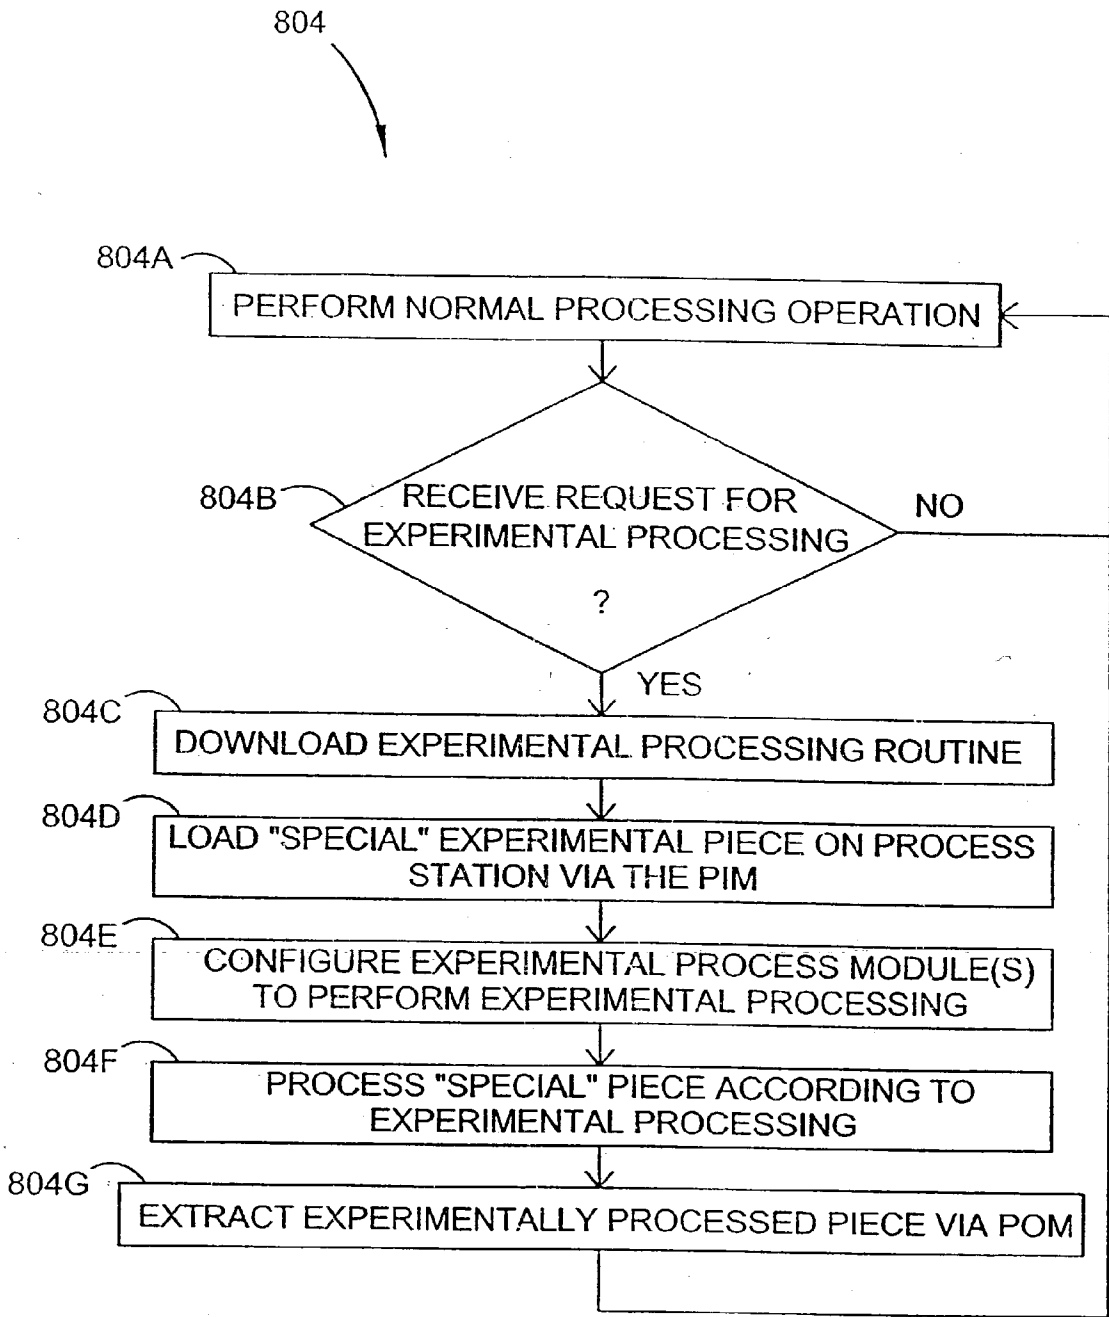 804
804A
PERFORM NORMAL PROCESSING OPERATION
804B
RECEIVE REQUEST FOR
EXPERIMENTAL PROCESSING
?
NO
YES
804C
DOWNLOAD EXPERIMENTAL PROCESSING ROUTINE
804D
LOAD "SPECIAL" EXPERIMENTAL PIECE ON PROCESS
STATION VIA THE PIM
804E
CONFIGURE EXPERIMENTAL PROCESS MODULE(S)
TO PERFORM EXPERIMENTAL PROCESSING
804F
PROCESS "SPECIAL" PIECE ACCORDING TO
EXPERIMENTAL PROCESSING
804G
EXTRACT EXPERIMENTALLY PROCESSED PIECE VIA POM